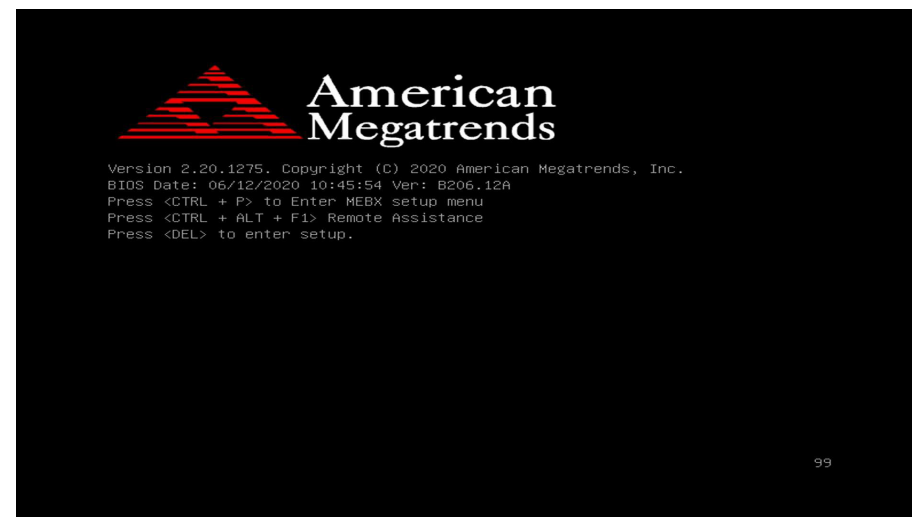 American
Megatrends
Version 2.20.1275. Copyright (C) 2020 American Megatrends, Inc.
BIOS Date: 06/12/2020 10:45:54 Ver: B206.12A
Press <CTRL + P> to Enter MEBX setup menu
Press <CTRL + ALT + F1> Remote Assistance
Press <DEL> to enter setup.
99